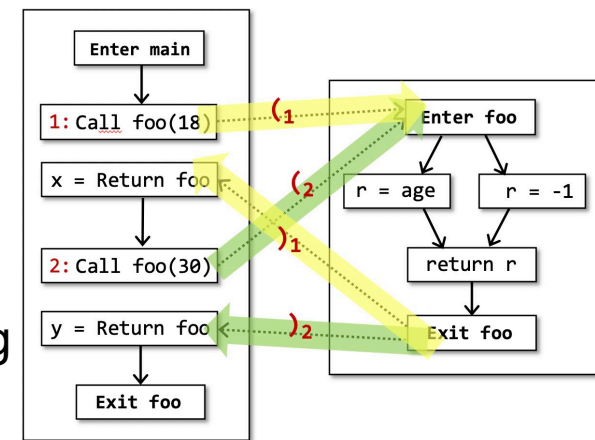 Enter main
1: Call foo(18)
x = Return foo
2: Call foo(30)
y = Return foo
Exit foo
(1
(2
)1
)2
Enter foo
r = age
r = -1
return r
Exit foo
g